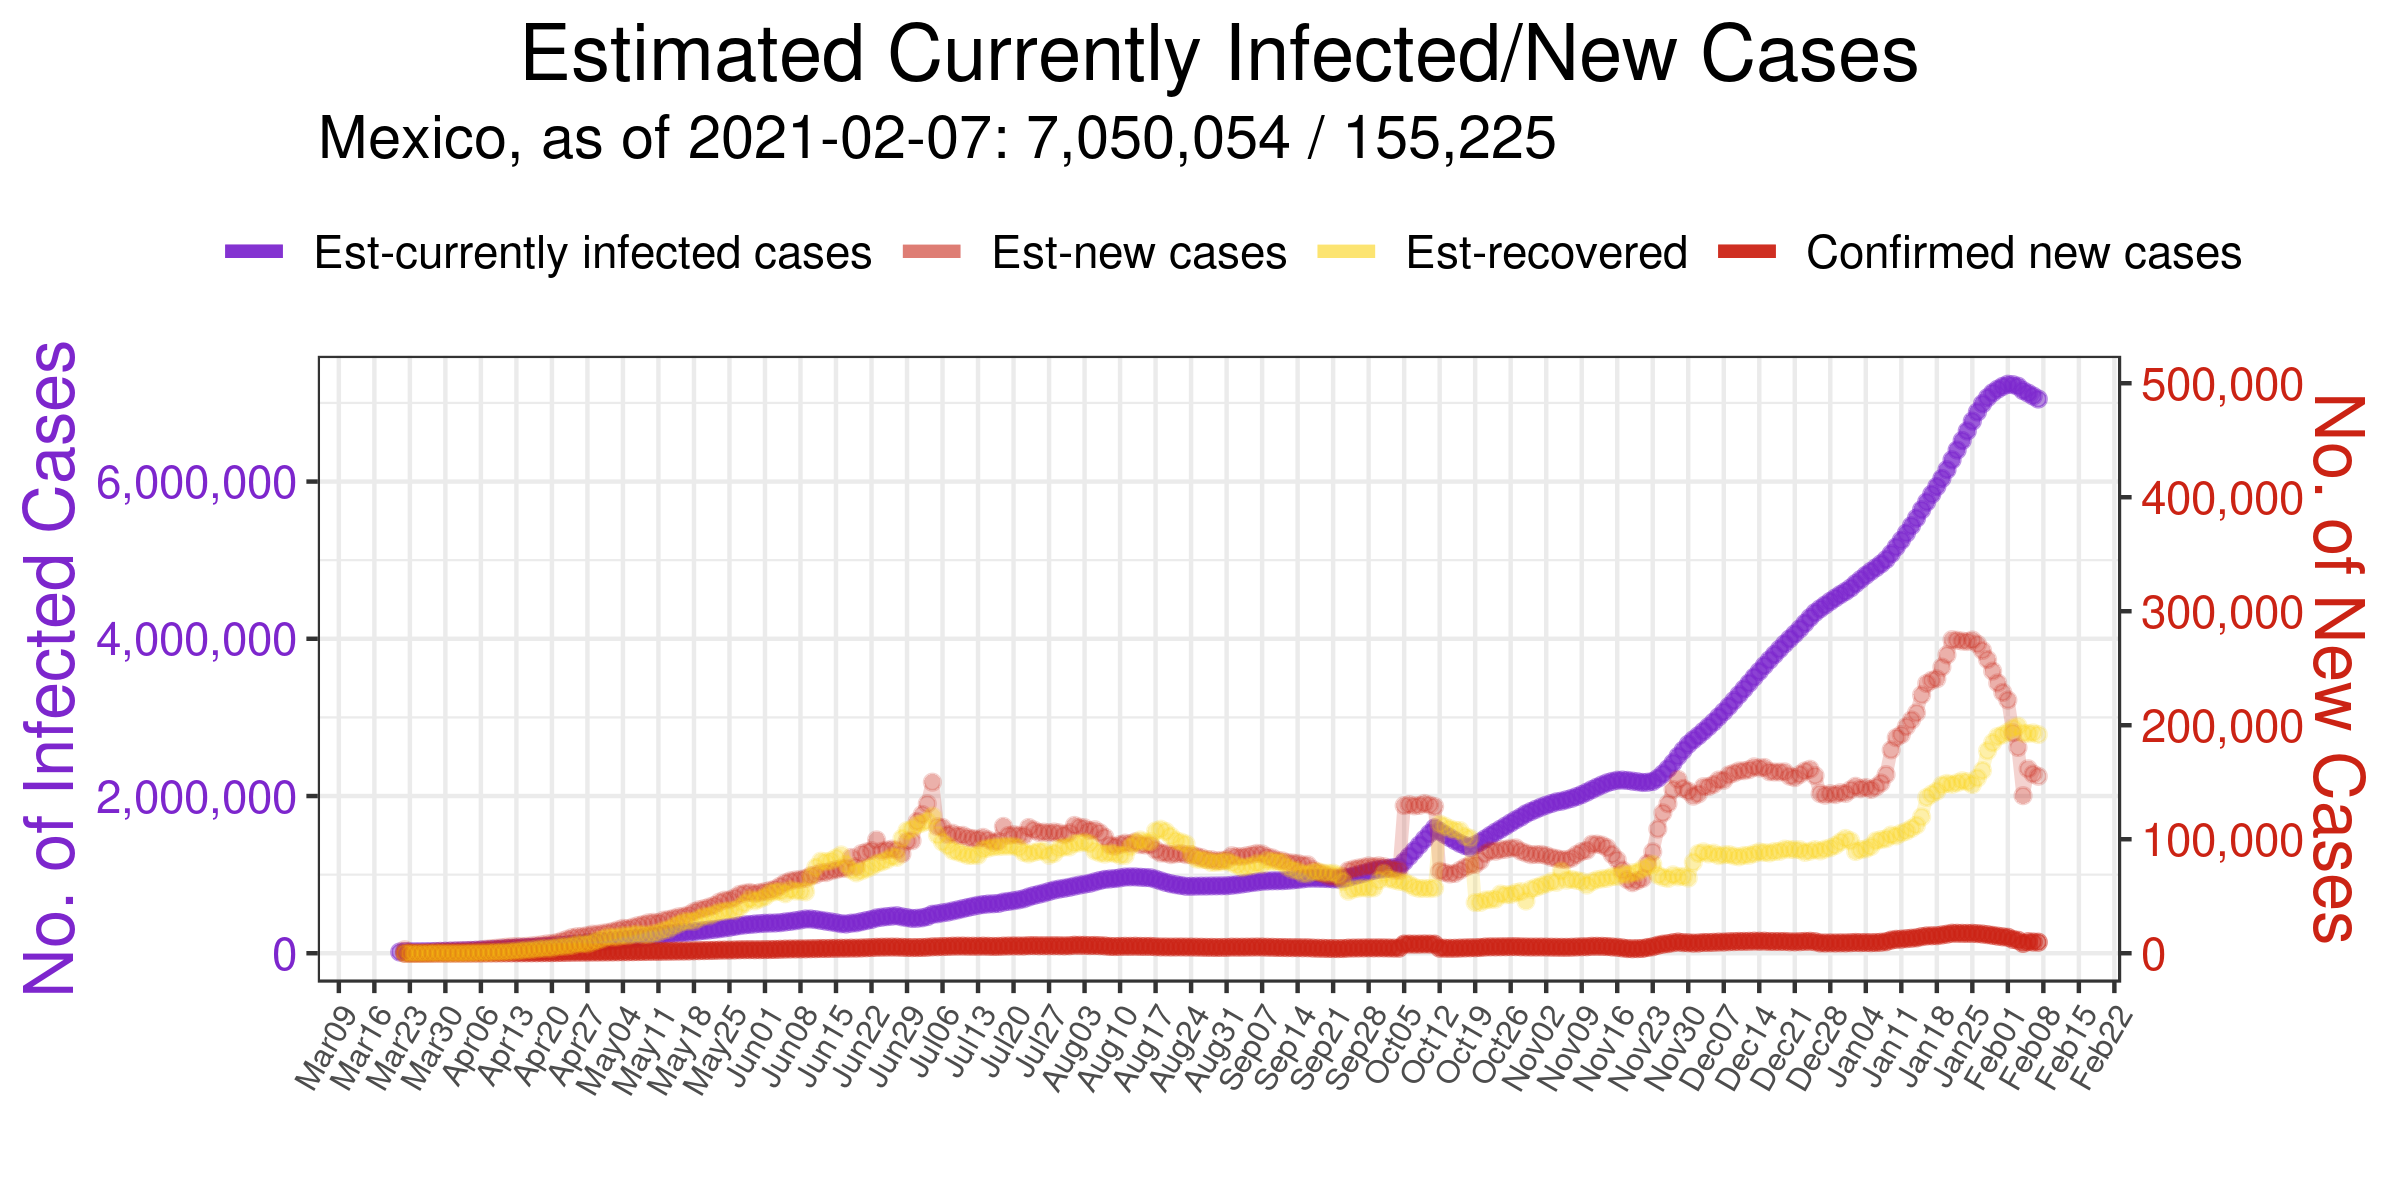 Estimated Currently Infected/New Cases
Mexico, as of 2021-02-07: 7,050,054 / 155,225
Est-currently infected cases
Est-new cases
Est-recovered
Confirmed new cases
No. of Infected Cases
6,000,000
4,000,000
2,000,000
0
500,000
400,000
300,000
200,000
100,000
0
No. of New Cases
Mar09
Mar16
Mar23
Mar30
Apr06
Apr13
Apr20
Apr27
May04
May11
May18
May25
Jun01
Jun08
Jun15
Jun22
Jun29
Jul06
Jul13
Jul20
Jul27
Aug03
Aug10
Aug17
Aug24
Aug31
Sep07
Sep14
Sep21
Sep28
Oct05
Oct12
Oct19
Oct26
Nov02
Nov09
Nov16
Nov23
Nov30
Dec07
Dec14
Dec21
Dec28
Jan04
Jan11
Jan18
Jan25
Feb01
Feb08
Feb15
Feb22